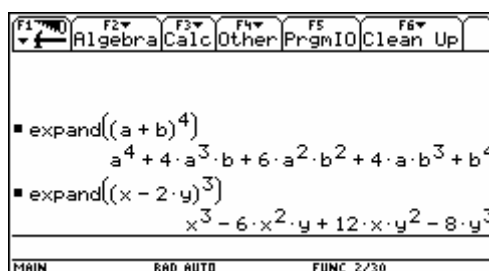 F1 F2 F3 F4 F5 F6
Algebra Calc Other PrgmIO Clean Up
▪ expand((a + b)^4)
a^4 + 4·a^3·b + 6·a^2·b^2 + 4·a·b^3 + b^4
▪ expand((x - 2·y)^3)
x^3 - 6·x^2·y + 12·x·y^2 - 8·y^3
MAIN RAD AUTO FUNC 2/30